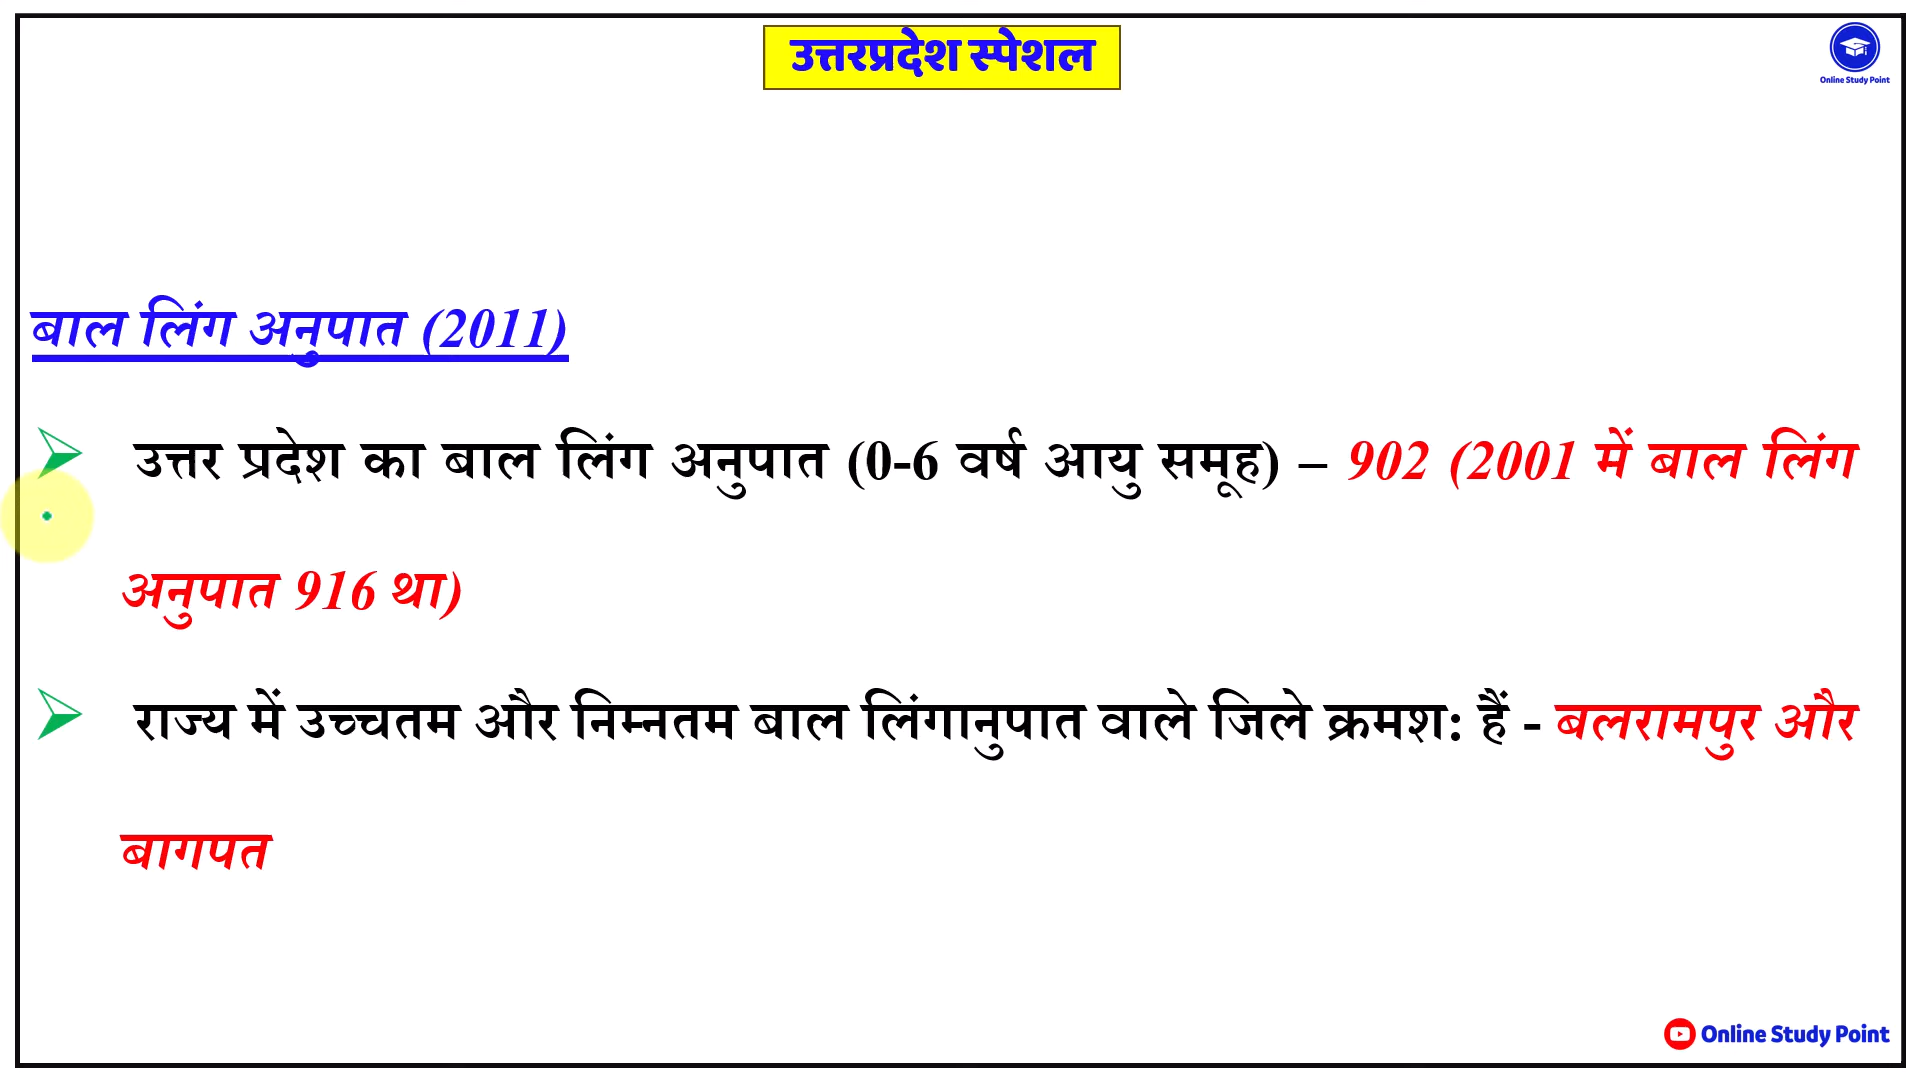 उत्तरप्रदेश स्पेशल
Online Study Point
बाल लिंग अनुपात (2011)
उत्तर प्रदेश का बाल लिंग अनुपात (0-6 वर्ष आयु समूह) – 902 (2001 में बाल लिंग
अनुपात 916 था)
राज्य में उच्चतम और निम्नतम बाल लिंगानुपात वाले जिले क्रमश: हैं - बलरामपुर और
बागपत
Online Study Point